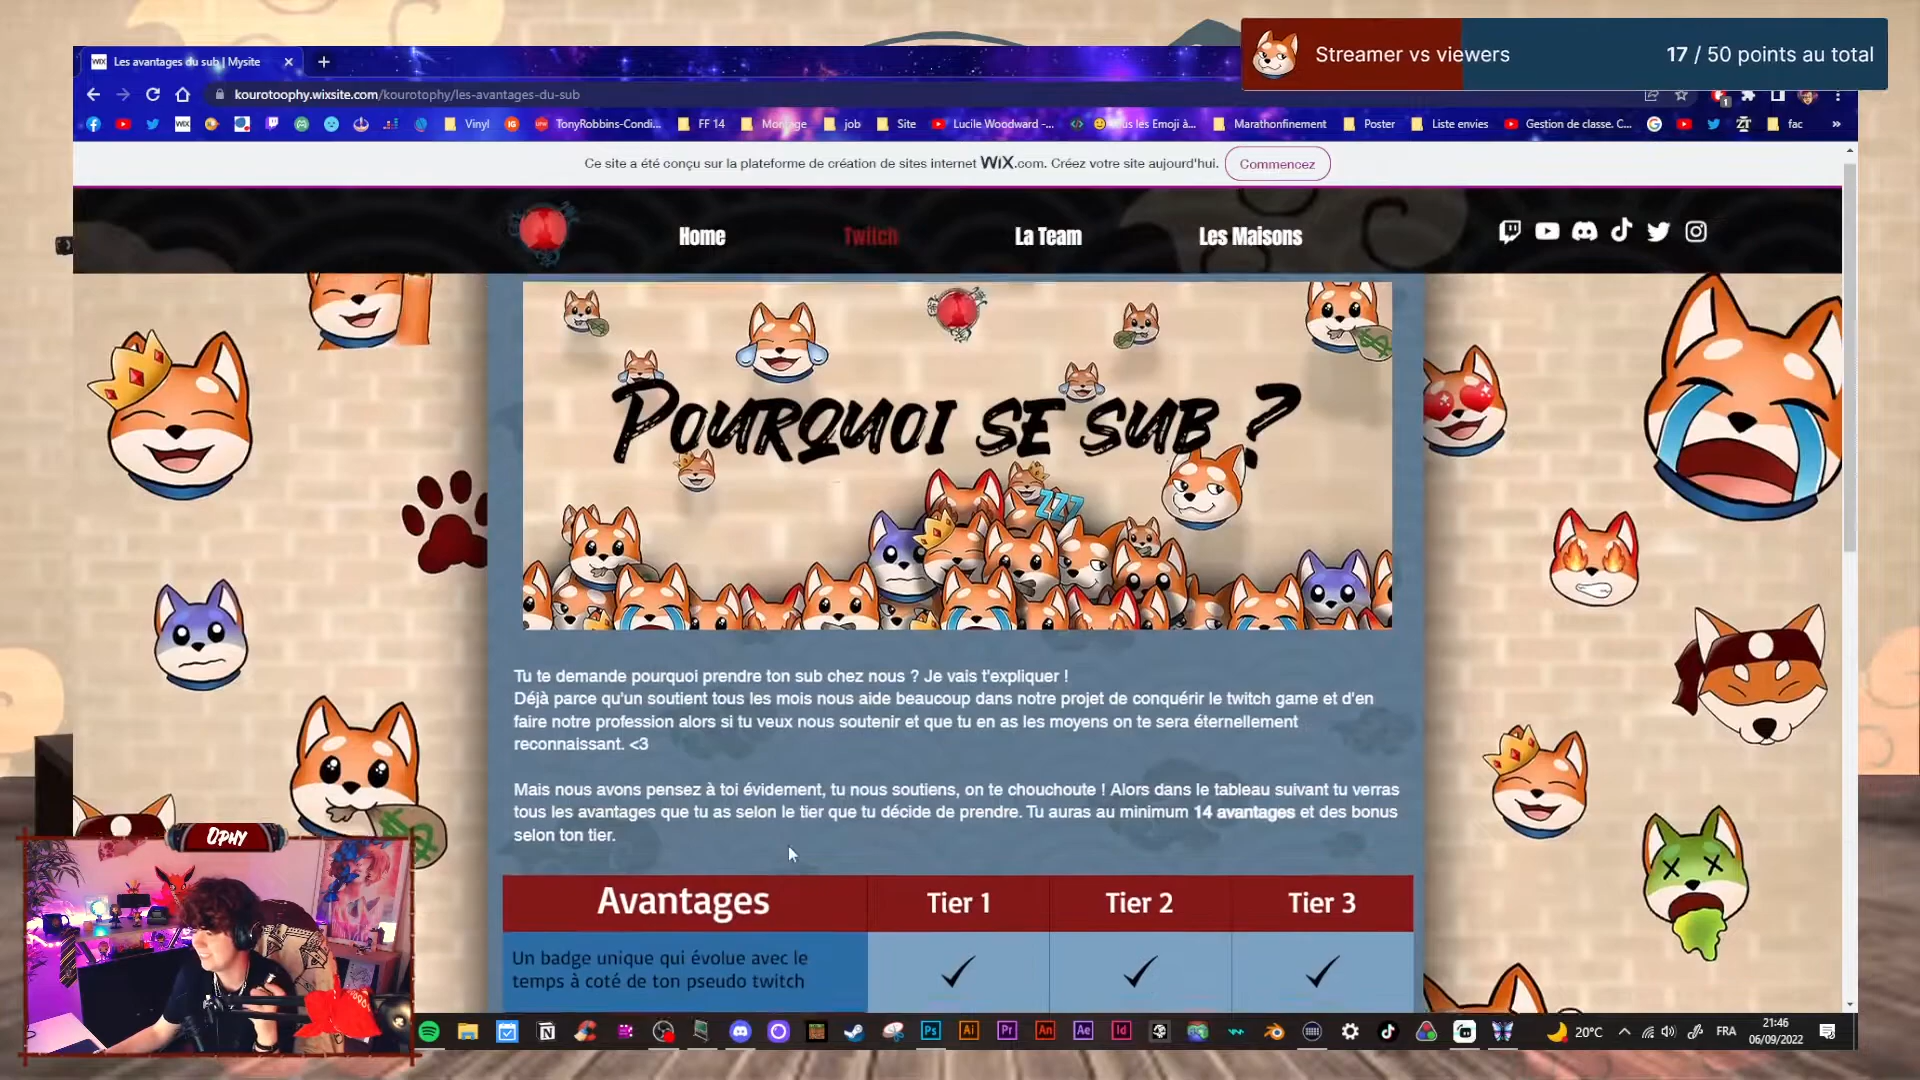 Streamer vs viewers
17 / 50 points au total
WiX Les avantages du sub | Mysite
kourotoophy.wixsite.com/kourotophy/les-avantages-du-sub
WiX Vinyl TonyRobbins-Condi... FF 14 Montage job Site Lucile Woodward -... Marathonfinement Poster Liste envies Gestion de classe. C... fac »
Ce site a été conçu sur la plateforme de création de sites internet WiX.com. Créez votre site aujourd'hui. Commencez
Home Twitch La Team Les Maisons
Pourquoi se sub ?
ZZZ
Tu te demande pourquoi prendre ton sub chez nous ? Je vais t'expliquer !
Déjà parce qu'un soutient tous les mois nous aide beaucoup dans notre projet de conquérir le twitch game et d'en
faire notre profession alors si tu veux nous soutenir et que tu en as les moyens on te sera éternellement
reconnaissant. <3
Mais nous avons pensez à toi évidement, tu nous soutiens, on te chouchoute ! Alors dans le tableau suivant tu verras
tous les avantages que tu as selon le tier que tu décide de prendre. Tu auras au minimum 14 avantages et des bonus
selon ton tier.
Ophy
Avantages Tier 1 Tier 2 Tier 3
Un badge unique qui évolue avec le
temps à coté de ton pseudo twitch
Ps Ai Pr An Ae Id 20°C FRA
21:46
06/09/2022